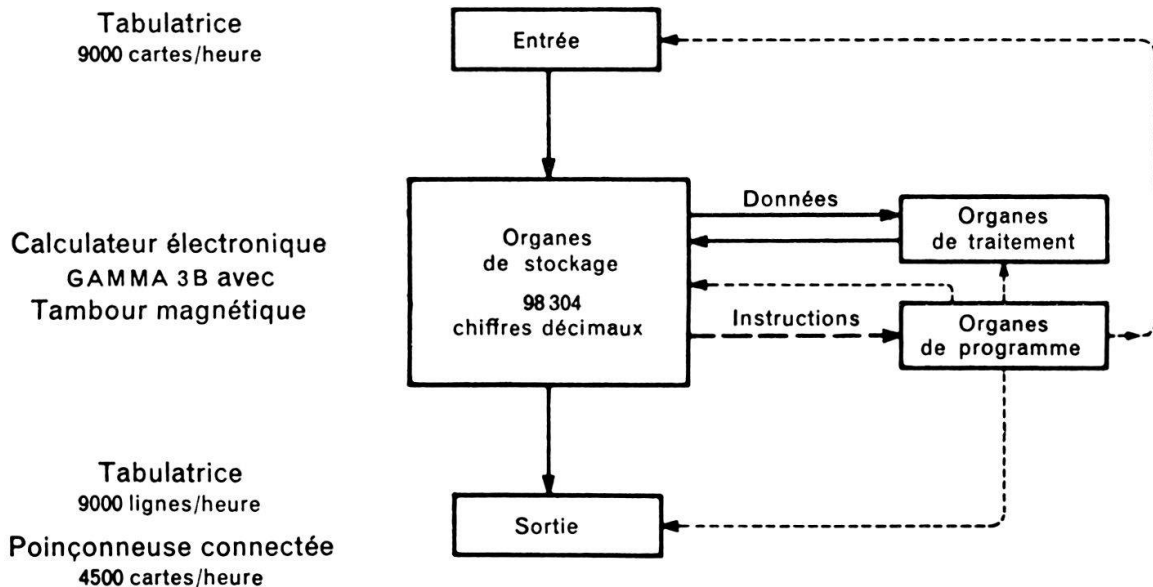 Tabulatrice
9000 cartes/heure
Entrée
Calculateur électronique
GAMMA 3B avec
Tambour magnétique
Organes
de stockage
98 304
chiffres décimaux
Données
Organes
de traitement
Instructions
Organes
de programme
Tabulatrice
9000 lignes/heure
Poinçonneuse connectée
4500 cartes/heure
Sortie